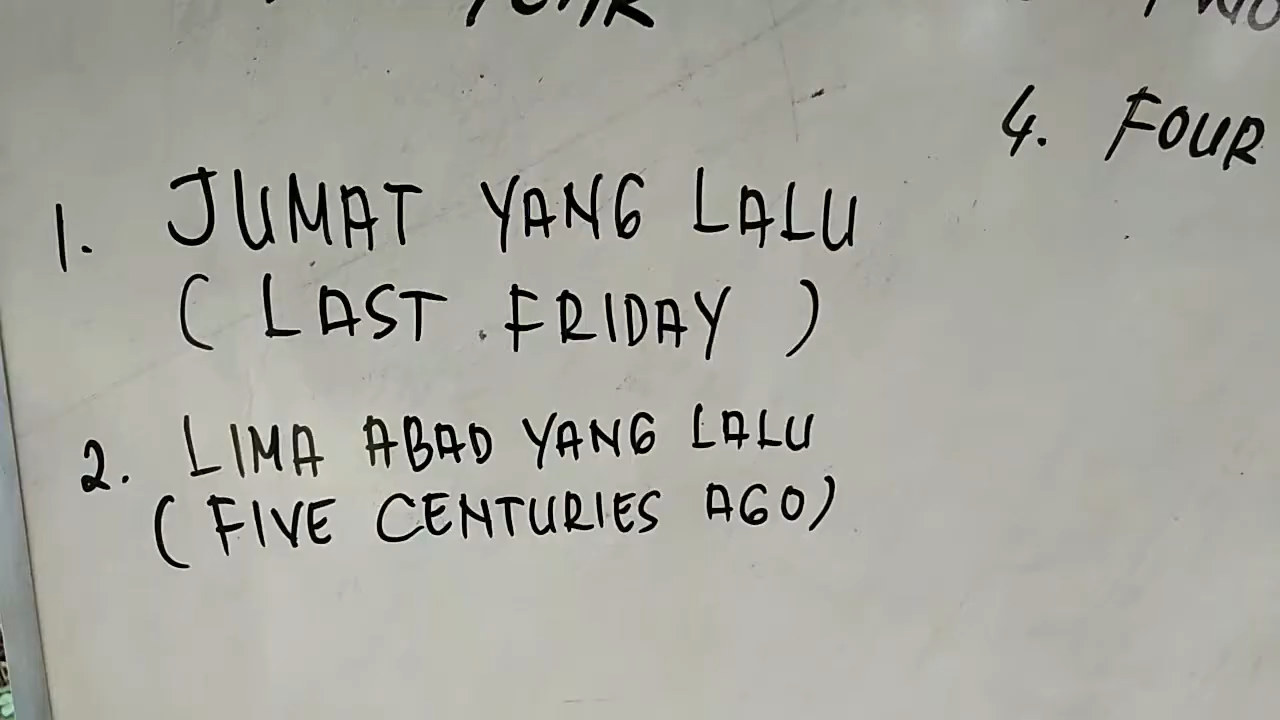 4. FOUR
1. JUMAT YANG LALU
( LAST FRIDAY )
2. LIMA ABAD YANG LALU
( FIVE CENTURIES AGO)